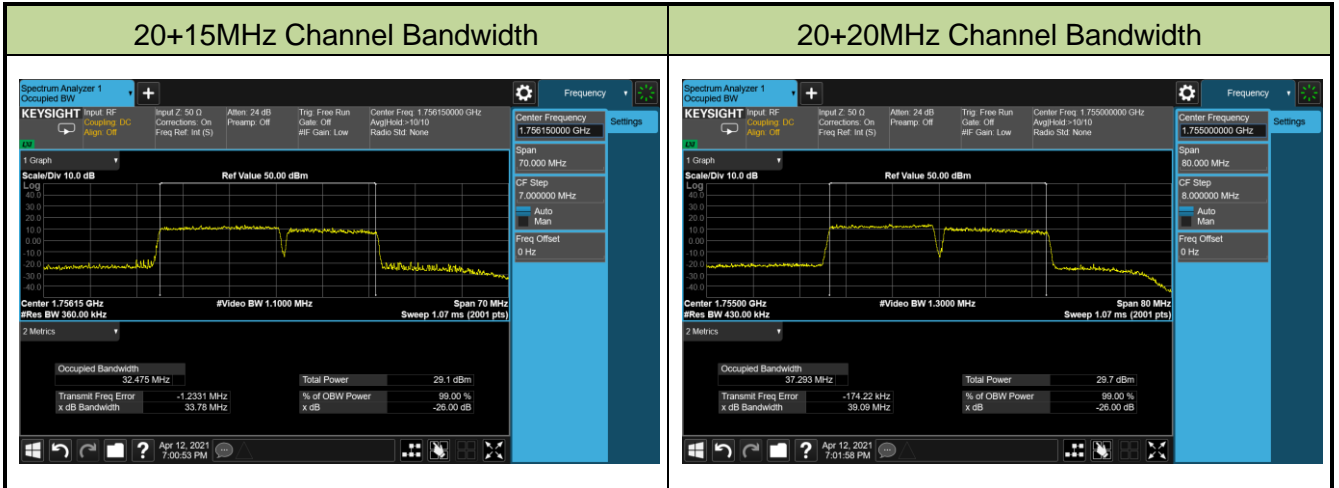 20+15MHz Channel Bandwidth
Spectrum Analyzer 1
Occupied BW
+
Frequency
KEYSIGHT
Input: RF
Coupling: DC
Align: Off
Input Z: 50 Ω
Corrections: On
Freq Ref: Int (S)
Atten: 24 dB
Preamp: Off
Trig: Free Run
Gate: Off
#IF Gain: Low
Center Freq: 1.756150000 GHz
Avg|Hold:>10/10
Radio Std: None
Center Frequency
1.756150000 GHz
Settings
Span
70.000 MHz
CF Step
7.000000 MHz
Auto
Man
Freq Offset
0 Hz
1 Graph
Scale/Div 10.0 dB
Ref Value 50.00 dBm
Log
40.0
30.0
20.0
10.0
0.00
-10.0
-20.0
-30.0
-40.0
Center 1.75615 GHz
#Video BW 1.1000 MHz
Span 70 MHz
#Res BW 360.00 kHz
Sweep 1.07 ms (2001 pts)
2 Metrics
Occupied Bandwidth
32.475 MHz
Total Power 29.1 dBm
Transmit Freq Error -1.2331 MHz
% of OBW Power 99.00 %
x dB Bandwidth 33.78 MHz
x dB -26.00 dB
?
Apr 12, 2021
7:00:53 PM
20+20MHz Channel Bandwidth
Spectrum Analyzer 1
Occupied BW
+
Frequency
KEYSIGHT
Input: RF
Coupling: DC
Align: Off
Input Z: 50 Ω
Corrections: On
Freq Ref: Int (S)
Atten: 24 dB
Preamp: Off
Trig: Free Run
Gate: Off
#IF Gain: Low
Center Freq: 1.755000000 GHz
Avg|Hold:>10/10
Radio Std: None
Center Frequency
1.755000000 GHz
Settings
Span
80.000 MHz
CF Step
8.000000 MHz
Auto
Man
Freq Offset
0 Hz
1 Graph
Scale/Div 10.0 dB
Ref Value 50.00 dBm
Log
40.0
30.0
20.0
10.0
0.00
-10.0
-20.0
-30.0
-40.0
Center 1.75500 GHz
#Video BW 1.3000 MHz
Span 80 MHz
#Res BW 430.00 kHz
Sweep 1.07 ms (2001 pts)
2 Metrics
Occupied Bandwidth
37.293 MHz
Total Power 29.7 dBm
Transmit Freq Error -174.22 kHz
% of OBW Power 99.00 %
x dB Bandwidth 39.09 MHz
x dB -26.00 dB
?
Apr 12, 2021
7:01:58 PM